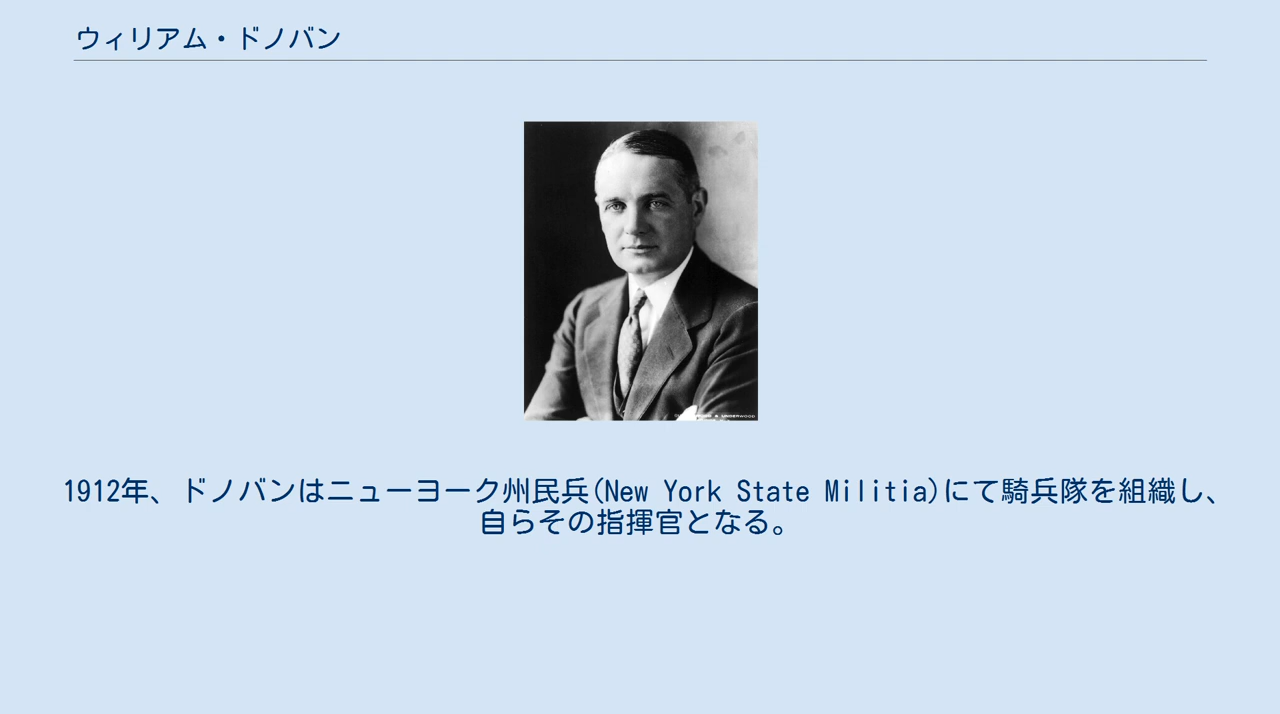 ウィリアム・ドノバン
& UNDERWOOD
1912年、ドノバンはニューヨーク州民兵(New York State Militia)にて騎兵隊を組織し、
自らその指揮官となる。